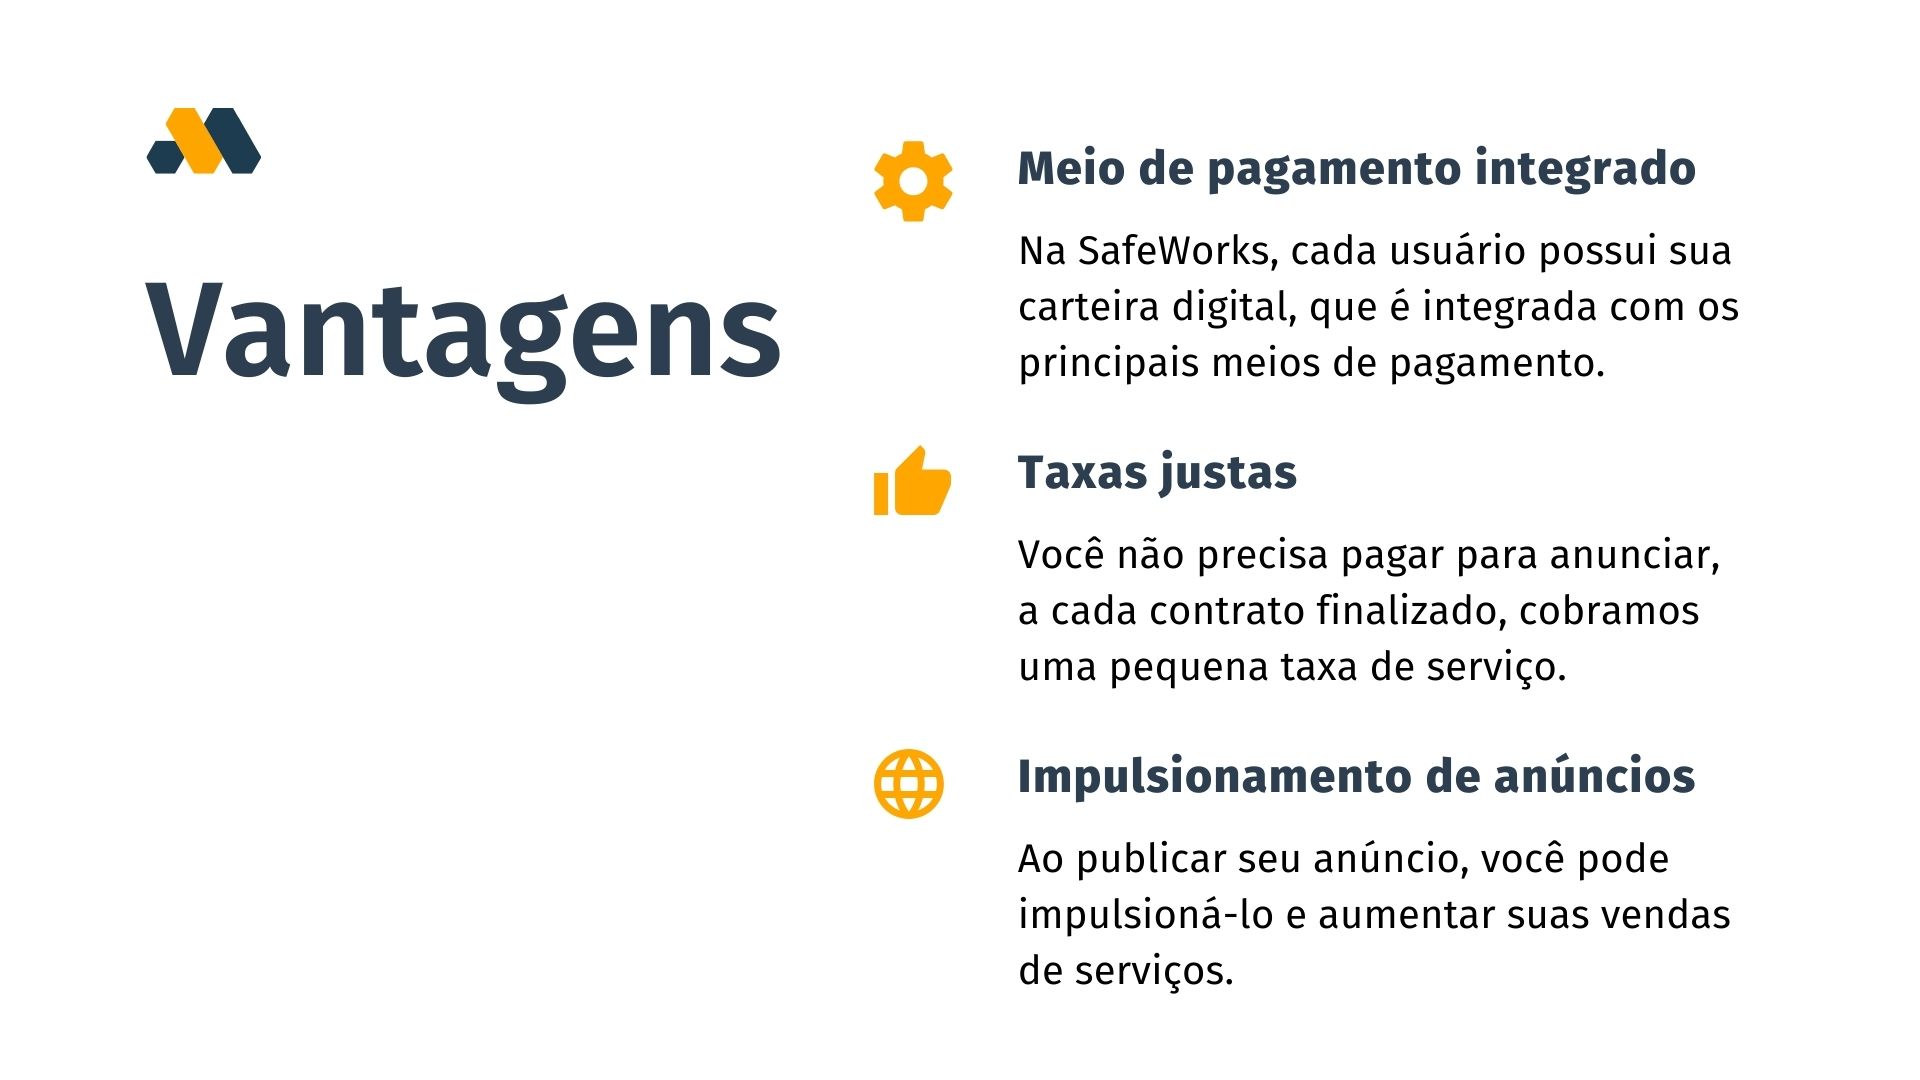 Vantagens
Meio de pagamento integrado
Na SafeWorks, cada usuário possui sua
carteira digital, que é integrada com os
principais meios de pagamento.
Taxas justas
Você não precisa pagar para anunciar,
a cada contrato finalizado, cobramos
uma pequena taxa de serviço.
Impulsionamento de anúncios
Ao publicar seu anúncio, você pode
impulsioná-lo e aumentar suas vendas
de serviços.